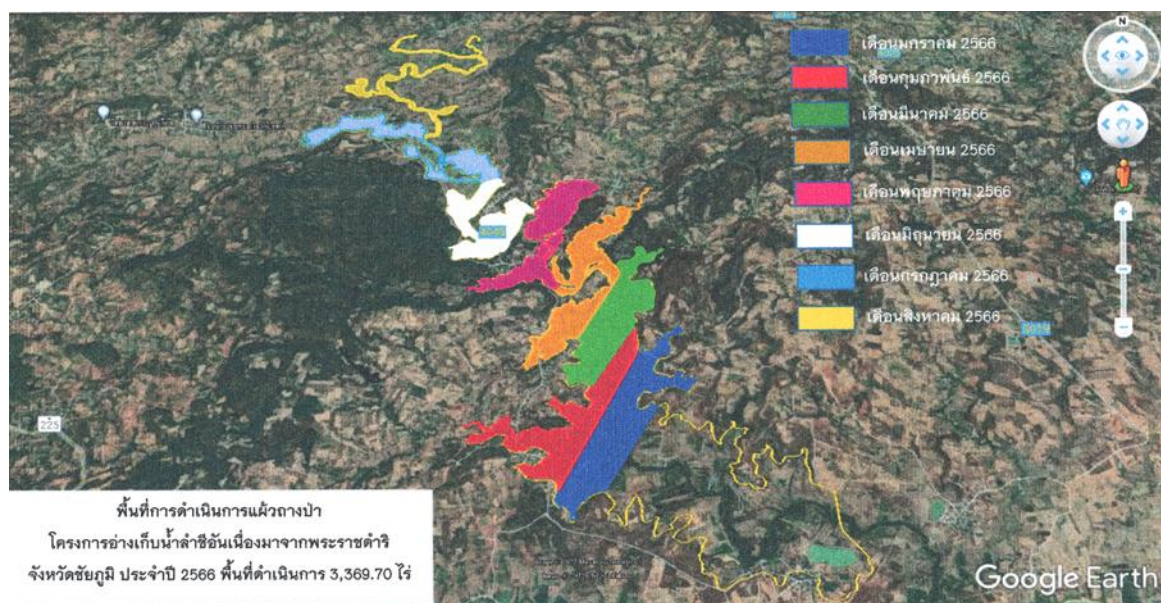 เดือนมกราคม 2566
เดือนกุมภาพันธ์ 2566
เดือนมีนาคม 2566
เดือนเมษายน 2566
เดือนพฤษภาคม 2566
เดือนมิถุนายน 2566
เดือนกรกฎาคม 2566
เดือนสิงหาคม 2566
N
225
พื้นที่การดำเนินการแผ้วถางป่า
โครงการอ่างเก็บน้ำลำชีอันเนื่องมาจากพระราชดำริ
จังหวัดชัยภูมิ ประจำปี 2566 พื้นที่ดำเนินการ 3,369.70 ไร่
Google Earth